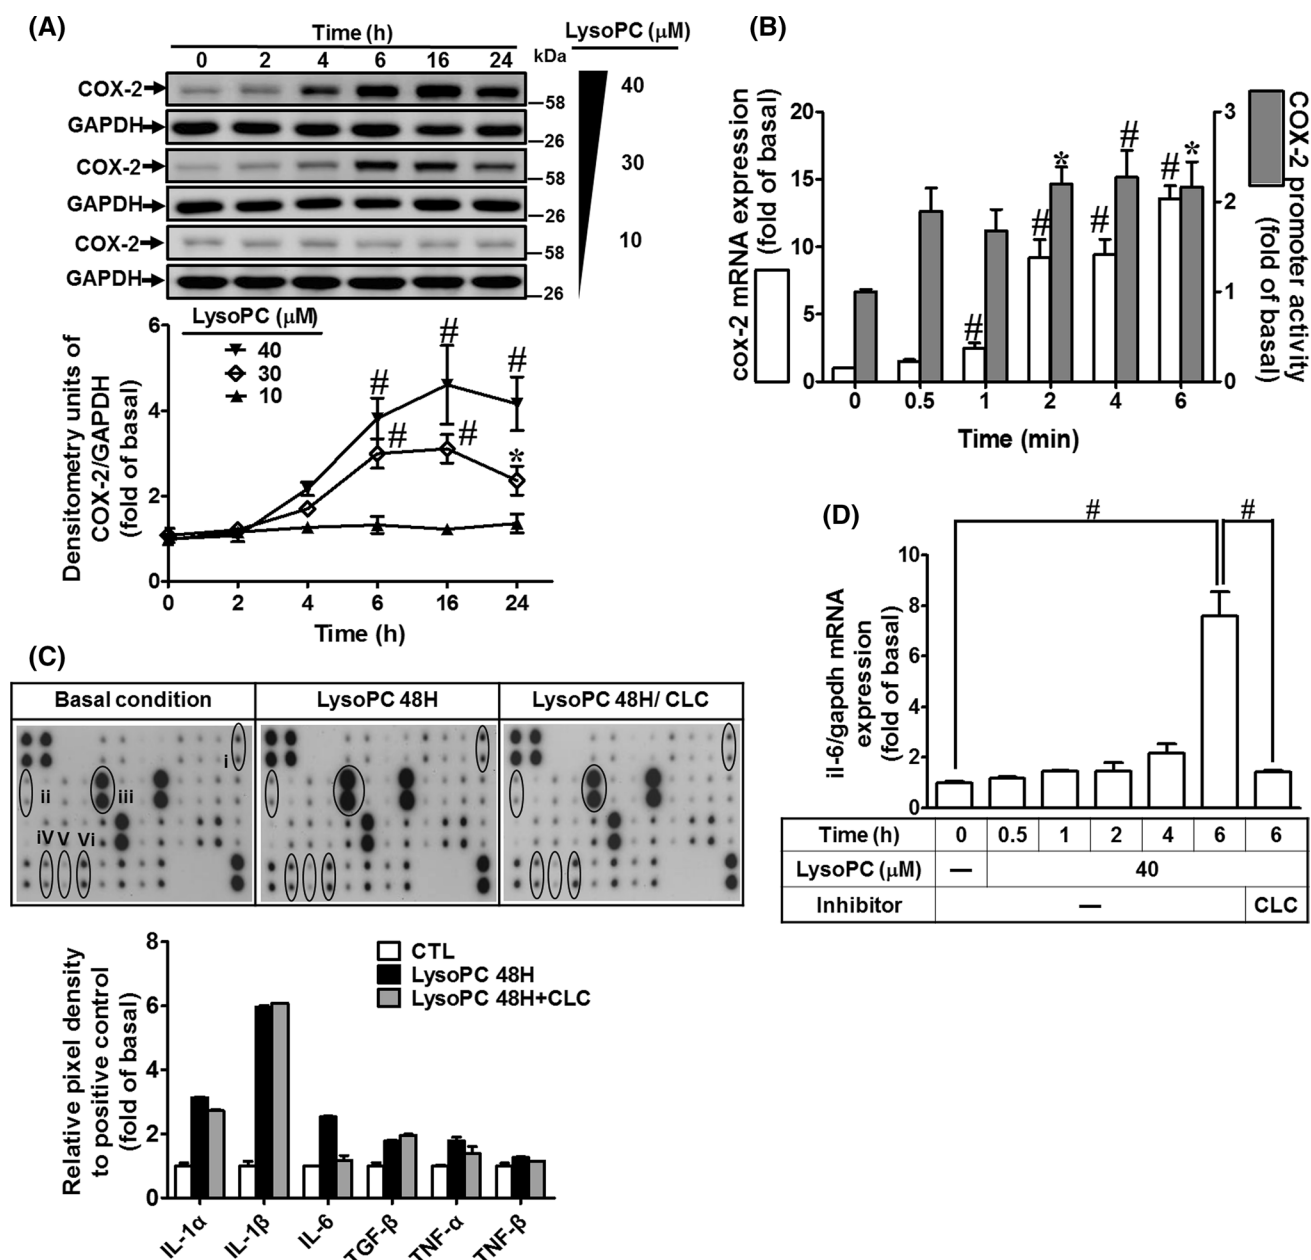 (A)
Time (h)
LysoPC (μM)
0 2 4 6 16 24
kDa
COX-2
58
40
GAPDH
26
COX-2
58
30
GAPDH
26
COX-2
58
10
GAPDH
26
LysoPC (μM)
40
30
10
Densitometry units of
COX-2/GAPDH
(fold of basal)
6
4
2
0
# # #
# # *
0 2 4 6 16 24
Time (h)
(B)
cox-2 mRNA expression
(fold of basal)
20
15
10
5
0
# # * # # # *
3
2
1
0
COX-2 promoter activity
(fold of basal)
0 0.5 1 2 4 6
Time (min)
(C)
Basal condition
LysoPC 48H
LysoPC 48H/ CLC
i
ii
iii
iV V Vi
Relative pixel density
to positive control
(fold of basal)
8
6
4
2
0
CTL
LysoPC 48H
LysoPC 48H+CLC
IL-1α IL-1β IL-6 TGF-β TNF-α TNF-β
(D)
# #
il-6/gapdh mRNA
expression
(fold of basal)
10
8
6
4
2
0
Time (h) 0 0.5 1 2 4 6 6
LysoPC (μM) — 40
Inhibitor — CLC